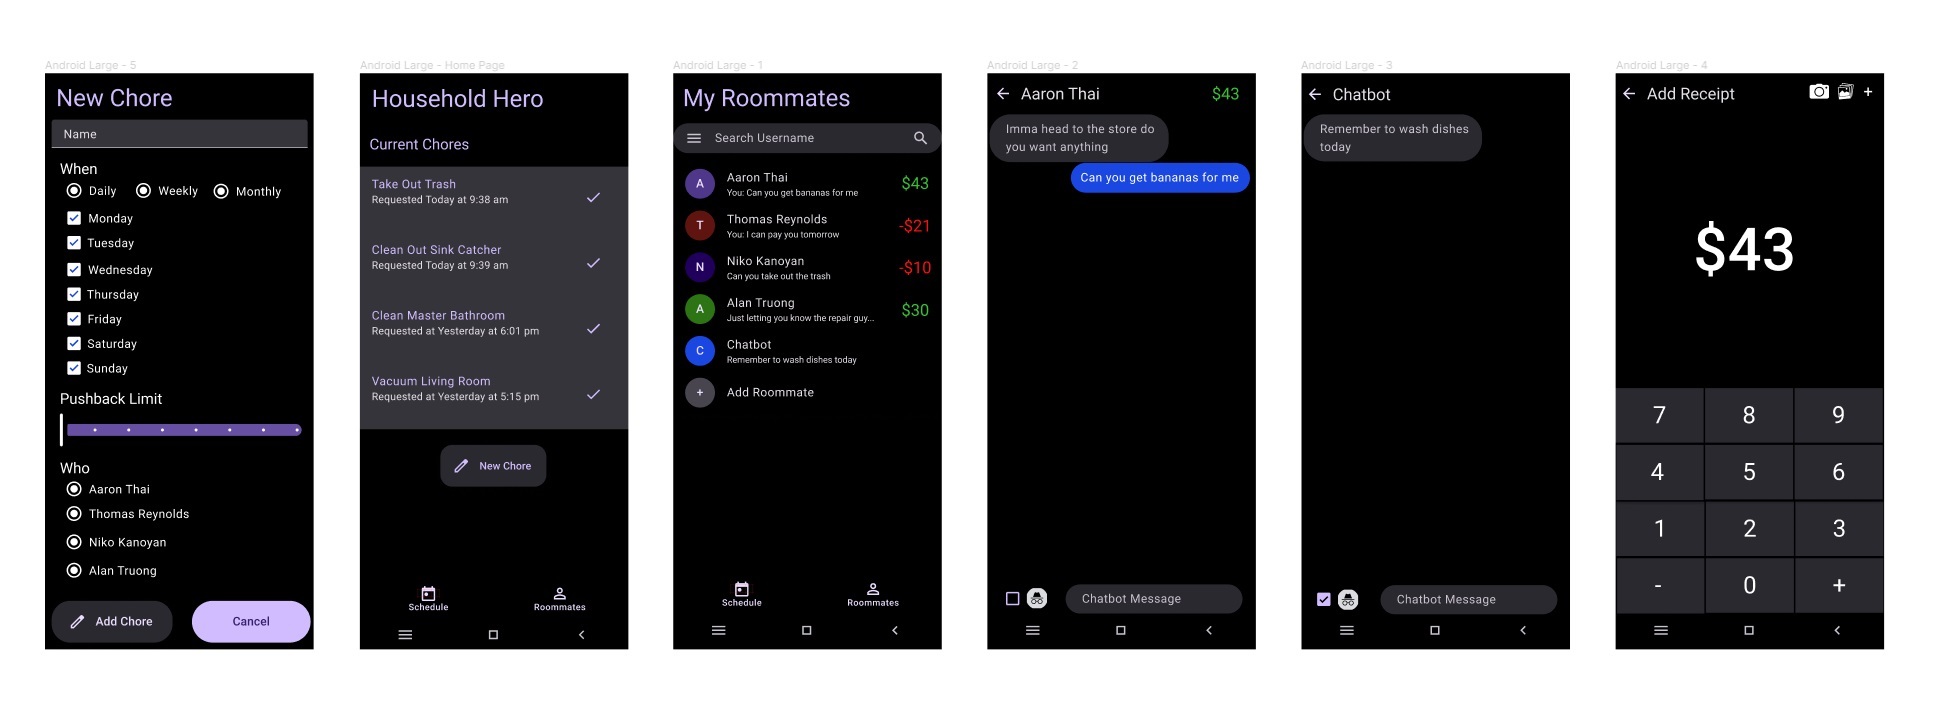 Android Large - 5
New Chore
Name
When
Daily Weekly Monthly
Monday
Tuesday
Wednesday
Thursday
Friday
Saturday
Sunday
Pushback Limit
Who
Aaron Thai
Thomas Reynolds
Niko Kanoyan
Alan Truong
Add Chore Cancel
Android Large - Home Page
Household Hero
Current Chores
Take Out Trash
Requested Today at 9:38 am
Clean Out Sink Catcher
Requested Today at 9:39 am
Clean Master Bathroom
Requested at Yesterday at 6:01 pm
Vacuum Living Room
Requested at Yesterday at 5:15 pm
New Chore
Schedule Roommates
Android Large - 1
My Roommates
Search Username
A Aaron Thai $43
You: Can you get bananas for me
T Thomas Reynolds -$21
You: I can pay you tomorrow
N Niko Kanoyan -$10
Can you take out the trash
A Alan Truong $30
Just letting you know the repair guy...
C Chatbot
Remember to wash dishes today
+ Add Roommate
Schedule Roommates
Android Large - 2
Aaron Thai $43
Imma head to the store do
you want anything
Can you get bananas for me
Chatbot Message
Android Large - 3
Chatbot
Remember to wash dishes
today
Chatbot Message
Android Large - 4
Add Receipt +
$43
7 8 9
4 5 6
1 2 3
- 0 +